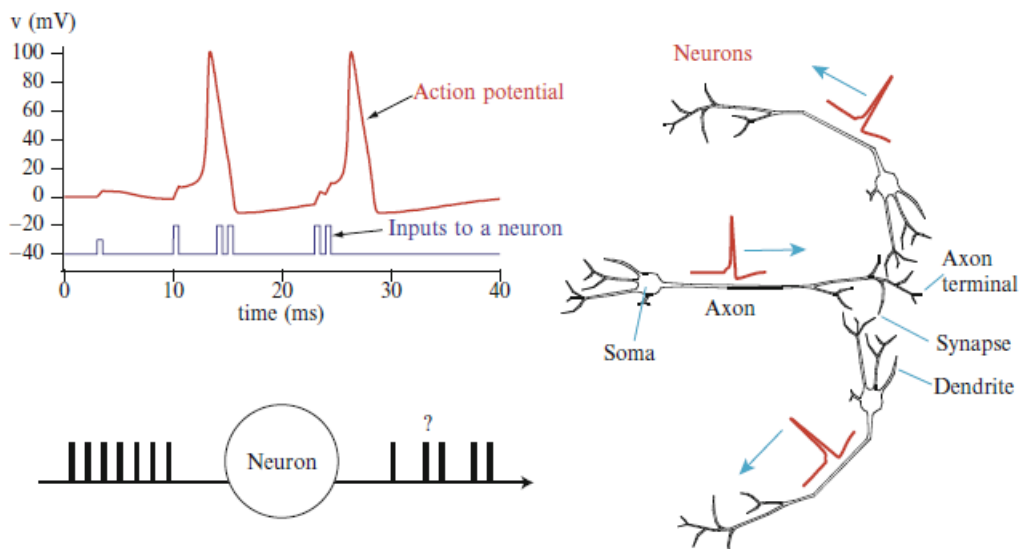 v (mV)
100
80
60
40
20
0
−20
−40
Action potential
Inputs to a neuron
0
10
20
30
40
time (ms)
Neurons
Axon
terminal
Axon
Soma
Synapse
Dendrite
?
Neuron